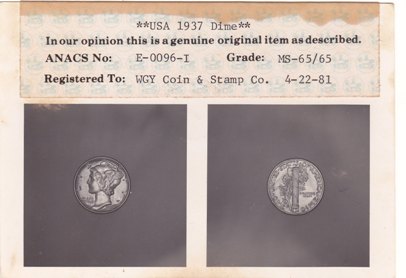 **USA 1937 Dime**
In our opinion this is a genuine original item as described.
ANACS No: E-0096-I Grade: MS-65/65
Registered To: WGY Coin & Stamp Co. 4-22-81